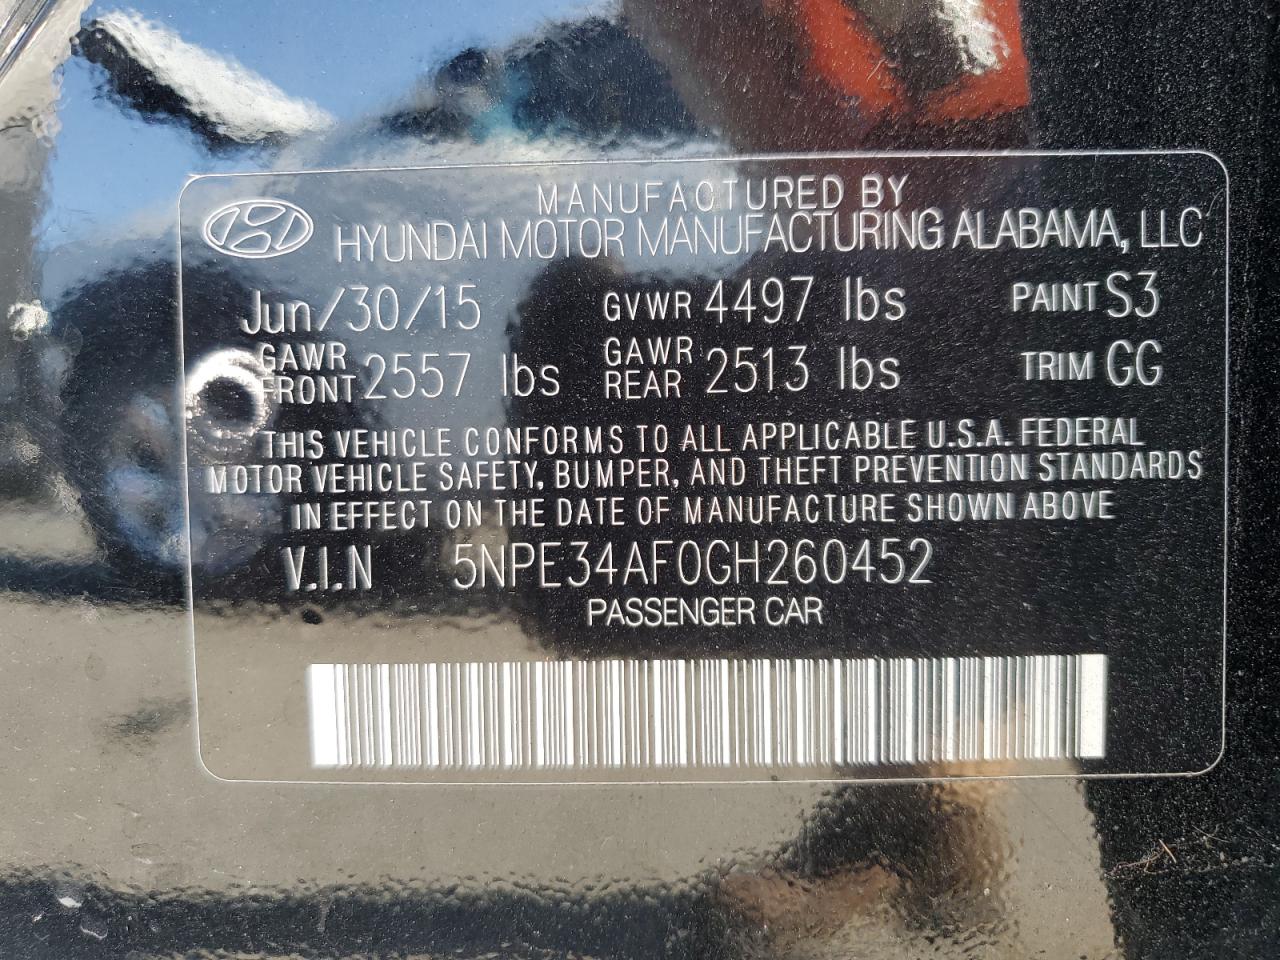 MANUFACTURED BY
HYUNDAI MOTOR MANUFACTURING ALABAMA, LLC
Jun/30/15 GVWR 4497 lbs PAINT S3
GAWR FRONT 2557 lbs GAWR REAR 2513 lbs TRIM GG
THIS VEHICLE CONFORMS TO ALL APPLICABLE U.S.A. FEDERAL
MOTOR VEHICLE SAFETY, BUMPER, AND THEFT PREVENTION STANDARDS
IN EFFECT ON THE DATE OF MANUFACTURE SHOWN ABOVE
V.I.N 5NPE34AF0GH260452
PASSENGER CAR